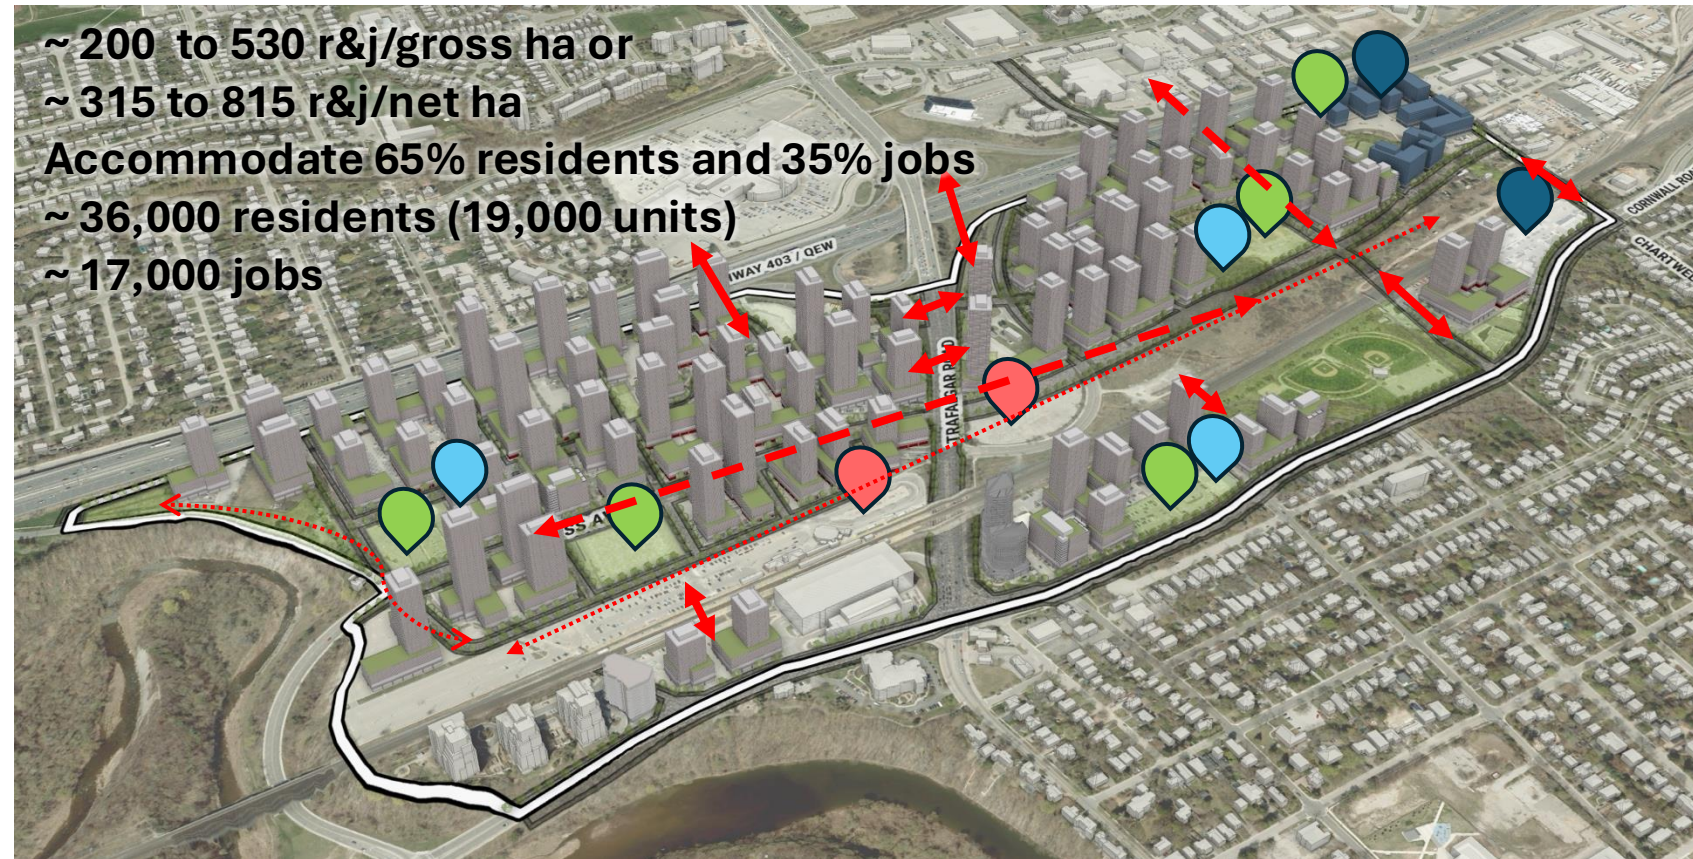 ~ 200 to 530 r&j/gross ha or
~ 315 to 815 r&j/net ha
Accommodate 65% residents and 35% jobs
~ 36,000 residents (19,000 units)
~ 17,000 jobs
WAY 403 / QEW
CORNWALL
TRAFALGAR